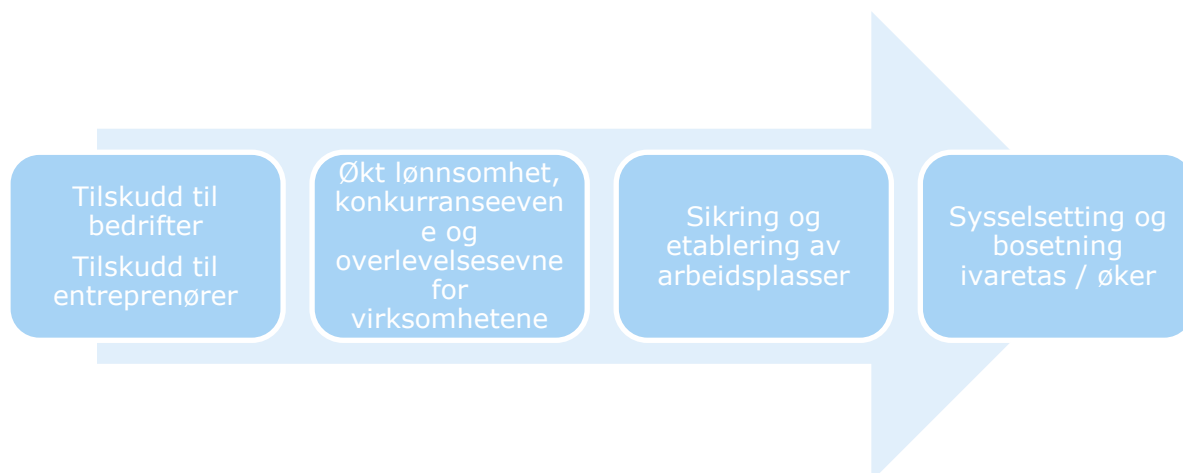 Tilskudd til
bedrifter
Tilskudd til
entreprenører
Økt lønnsomhet,
konkurranseeven
e og
overlevelsesevne
for
virksomhetene
Sikring og
etablering av
arbeidsplasser
Sysselsetting og
bosetning
ivaretas / øker